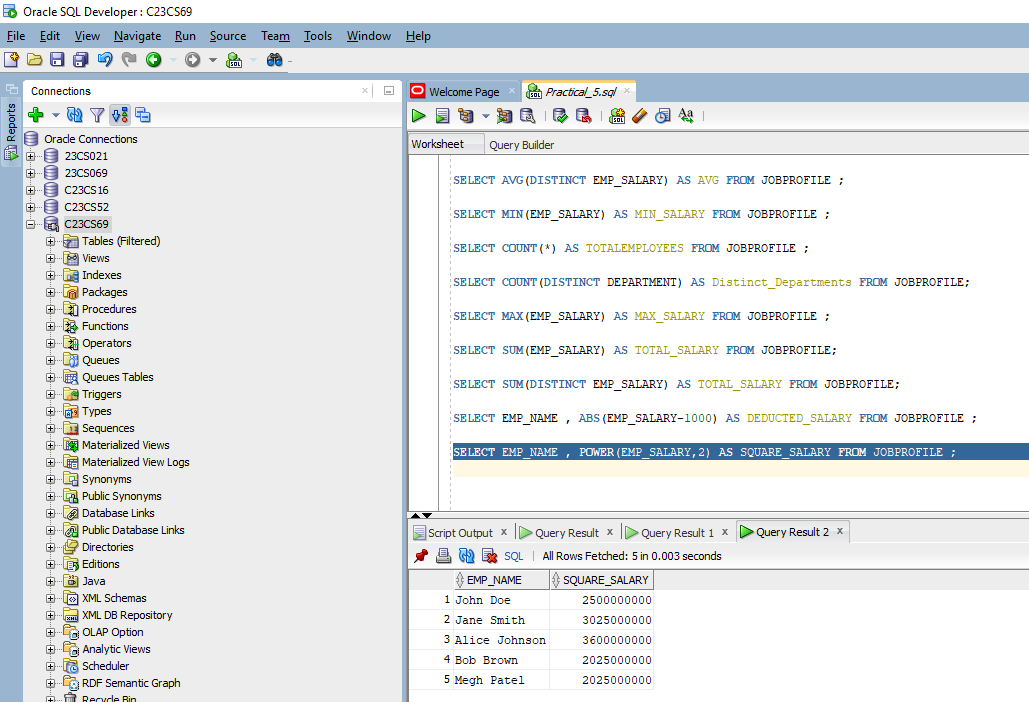 Oracle SQL Developer : C23CS69
File Edit View Navigate Run Source Team Tools Window Help
Reports
Connections
Oracle Connections
23CS021
23CS069
C23CS16
C23CS52
C23CS69
Tables (Filtered)
Views
Indexes
Packages
Procedures
Functions
Operators
Queues
Queues Tables
Triggers
Types
Sequences
Materialized Views
Materialized View Logs
Synonyms
Public Synonyms
Database Links
Public Database Links
Directories
Editions
Java
XML Schemas
XML DB Repository
OLAP Option
Analytic Views
Scheduler
RDF Semantic Graph
Recycle Bin
Welcome Page Practical_5.sql
Worksheet Query Builder
SELECT AVG(DISTINCT EMP_SALARY) AS AVG FROM JOBPROFILE ;
SELECT MIN(EMP_SALARY) AS MIN_SALARY FROM JOBPROFILE ;
SELECT COUNT(*) AS TOTALEMPLOYEES FROM JOBPROFILE ;
SELECT COUNT(DISTINCT DEPARTMENT) AS Distinct_Departments FROM JOBPROFILE;
SELECT MAX(EMP_SALARY) AS MAX_SALARY FROM JOBPROFILE ;
SELECT SUM(EMP_SALARY) AS TOTAL_SALARY FROM JOBPROFILE;
SELECT SUM(DISTINCT EMP_SALARY) AS TOTAL_SALARY FROM JOBPROFILE;
SELECT EMP_NAME , ABS(EMP_SALARY-1000) AS DEDUCTED_SALARY FROM JOBPROFILE ;
SELECT EMP_NAME , POWER(EMP_SALARY,2) AS SQUARE_SALARY FROM JOBPROFILE ;
Script Output Query Result Query Result 1 Query Result 2
SQL All Rows Fetched: 5 in 0.003 seconds
EMP_NAME SQUARE_SALARY
1 John Doe 2500000000
2 Jane Smith 3025000000
3 Alice Johnson 3600000000
4 Bob Brown 2025000000
5 Megh Patel 2025000000